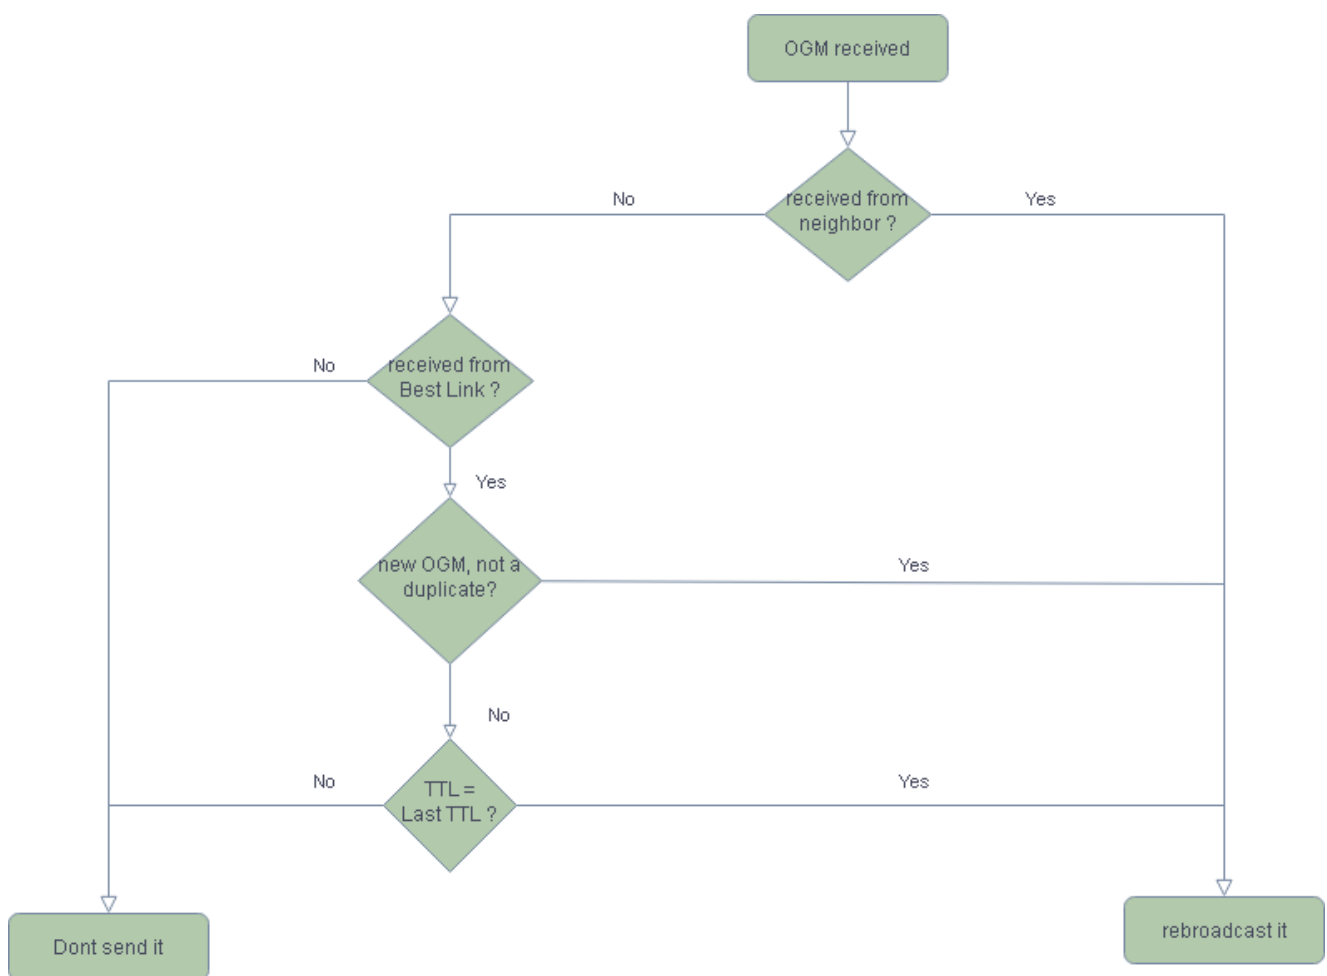 OGM received
No
Yes
received from
neighbor ?
No
received from
Best Link ?
Yes
new OGM, not a
duplicate?
Yes
No
No
TTL =
Last TTL ?
Yes
Dont send it
rebroadcast it